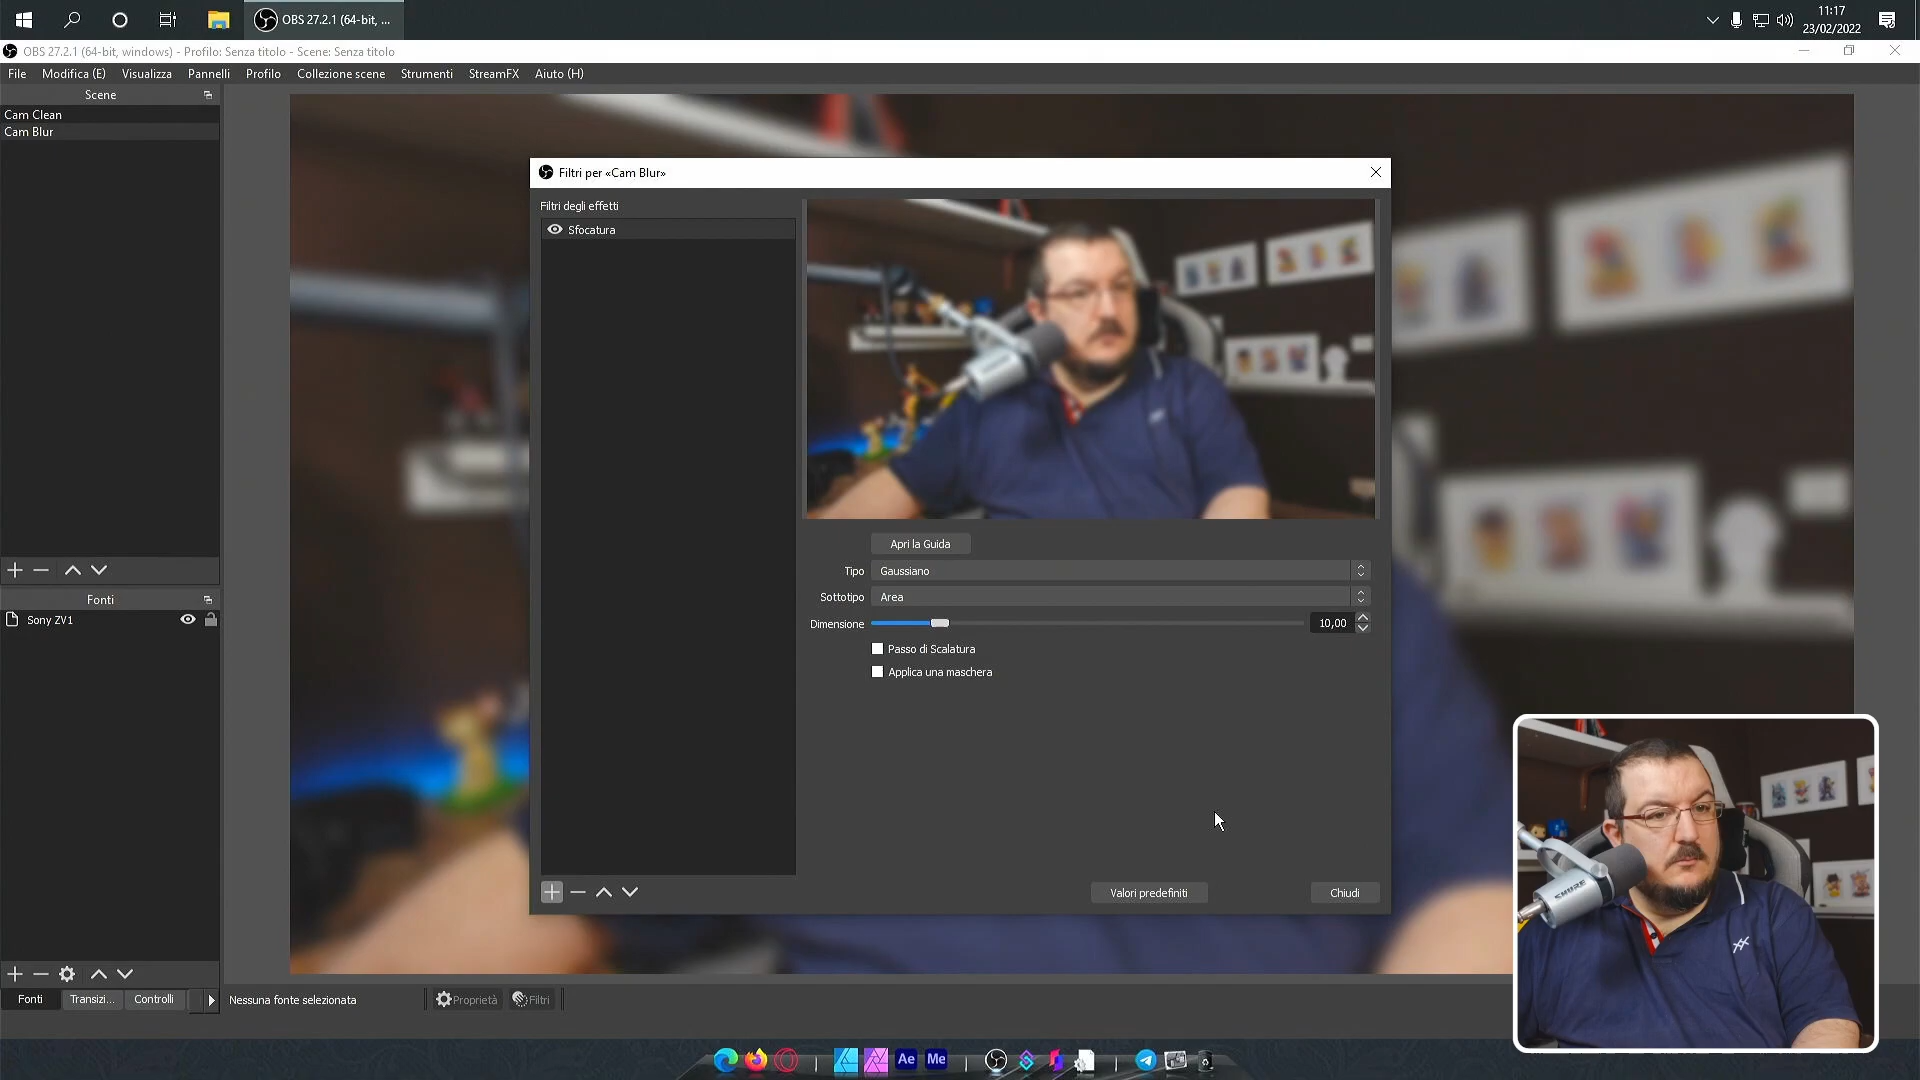 OBS 27.2.1 (64-bit, ...
11:17
23/02/2022
OBS 27.2.1 (64-bit, windows) - Profilo: Senza titolo - Scene: Senza titolo
File Modifica (E) Visualizza Pannelli Profilo Collezione scene Strumenti StreamFX Aiuto (H)
Scene
Cam Clean
Cam Blur
Filtri per «Cam Blur»
Filtri degli effetti
Sfocatura
Apri la Guida
Tipo Gaussiano
Sottotipo Area
Dimensione 10,00
Passo di Scalatura
Applica una maschera
Valori predefiniti Chiudi
Fonti
Sony ZV1
Fonti Transizi... Controlli
Nessuna fonte selezionata Proprietà Filtri
SHURE
Ae Me